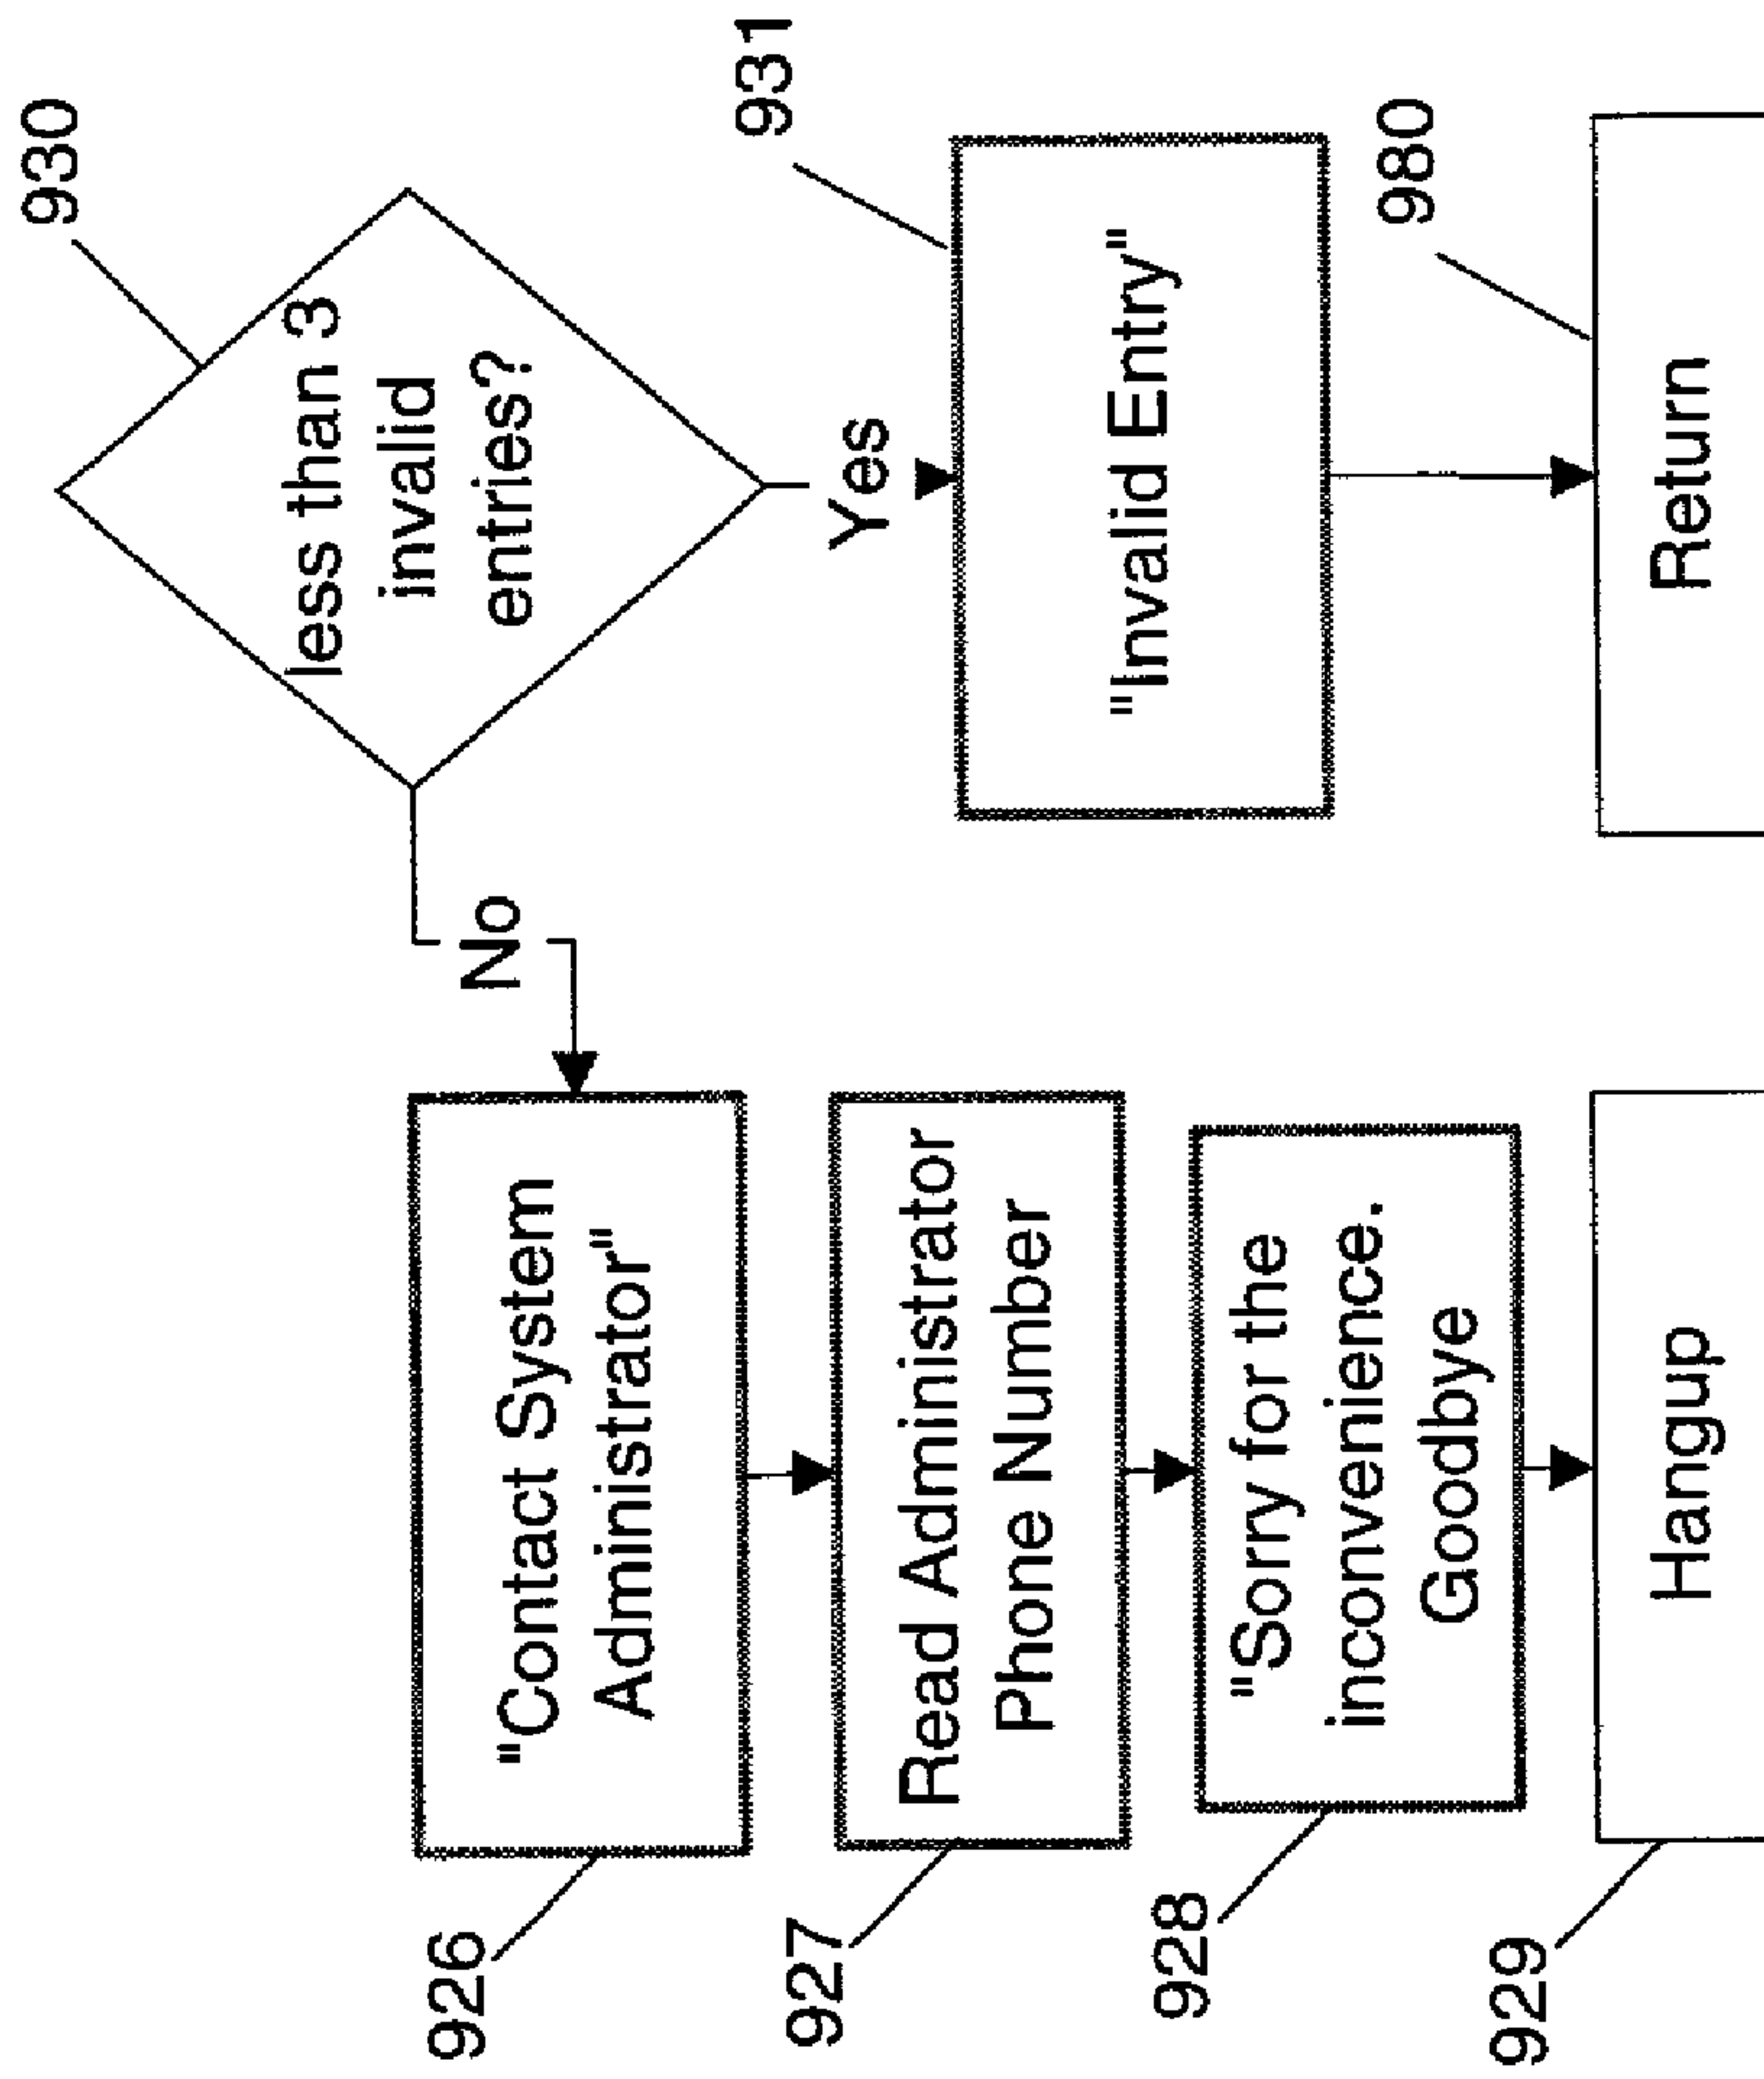 930
less than 3
invalid
entries?
No
Yes
931
"Invalid Entry"
980
Return
926
"Contact System
Administrator"
927
Read Administrator
Phone Number
928
"Sorry for the
inconvenience.
Goodbye
929
Hangup